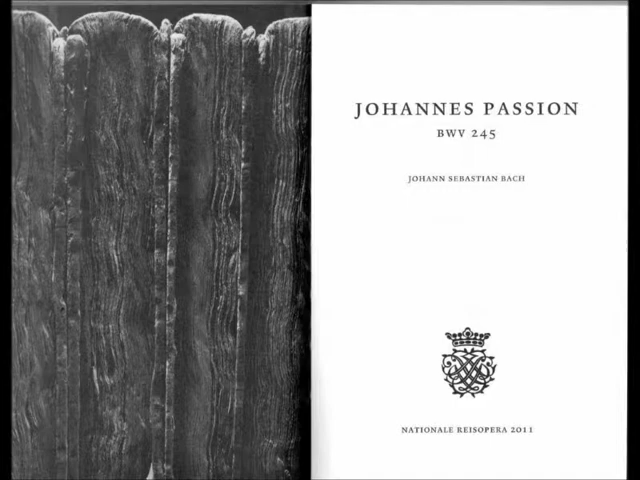 JOHANNES PASSION
BWV 245
JOHANN SEBASTIAN BACH
NATIONALE REISOPERA 2011